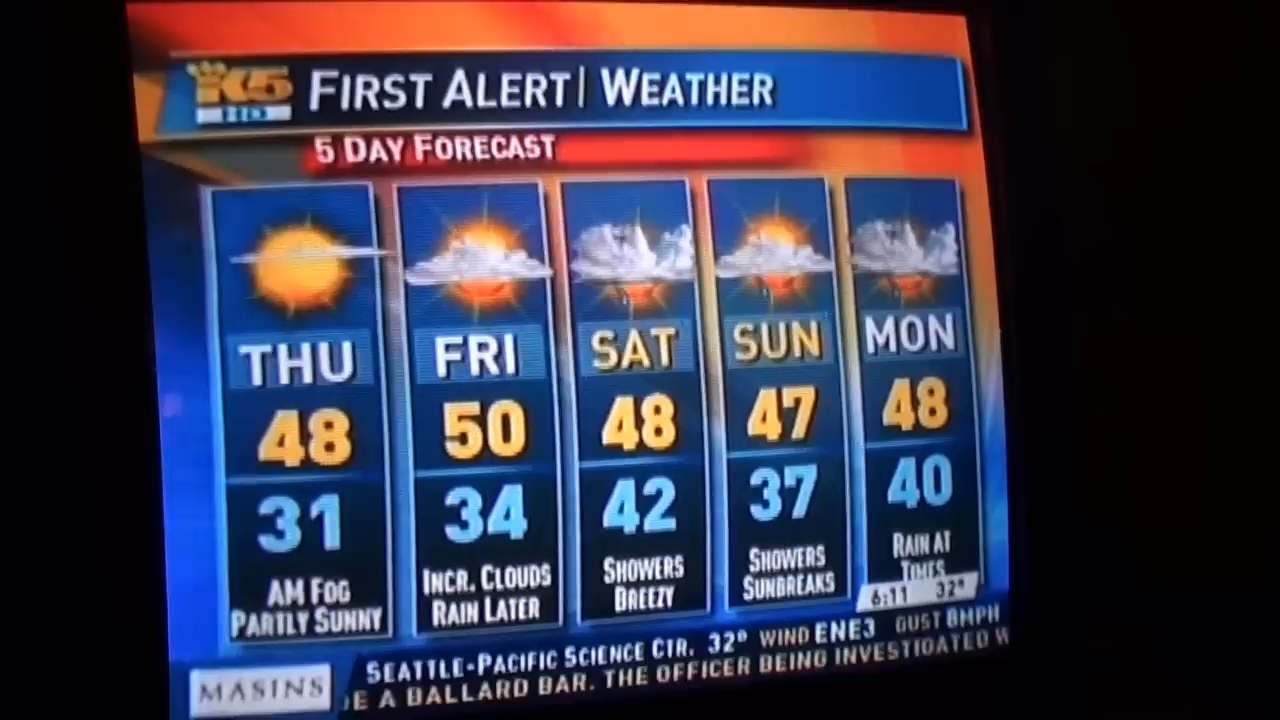 K5
HD
FIRST ALERT | WEATHER
5 DAY FORECAST
THU
48
31
AM FOG
PARTLY SUNNY
FRI
50
34
INCR. CLOUDS
RAIN LATER
SAT
48
42
SHOWERS
BREEZY
SUN
47
37
SHOWERS
SUNBREAKS
MON
48
40
RAIN AT
TIMES
6:11 32°
SEATTLE-PACIFIC SCIENCE CTR. 32° WIND ENE3 GUST 8MPH
MASINS
E A BALLARD BAR. THE OFFICER BEING INVESTIGATED W